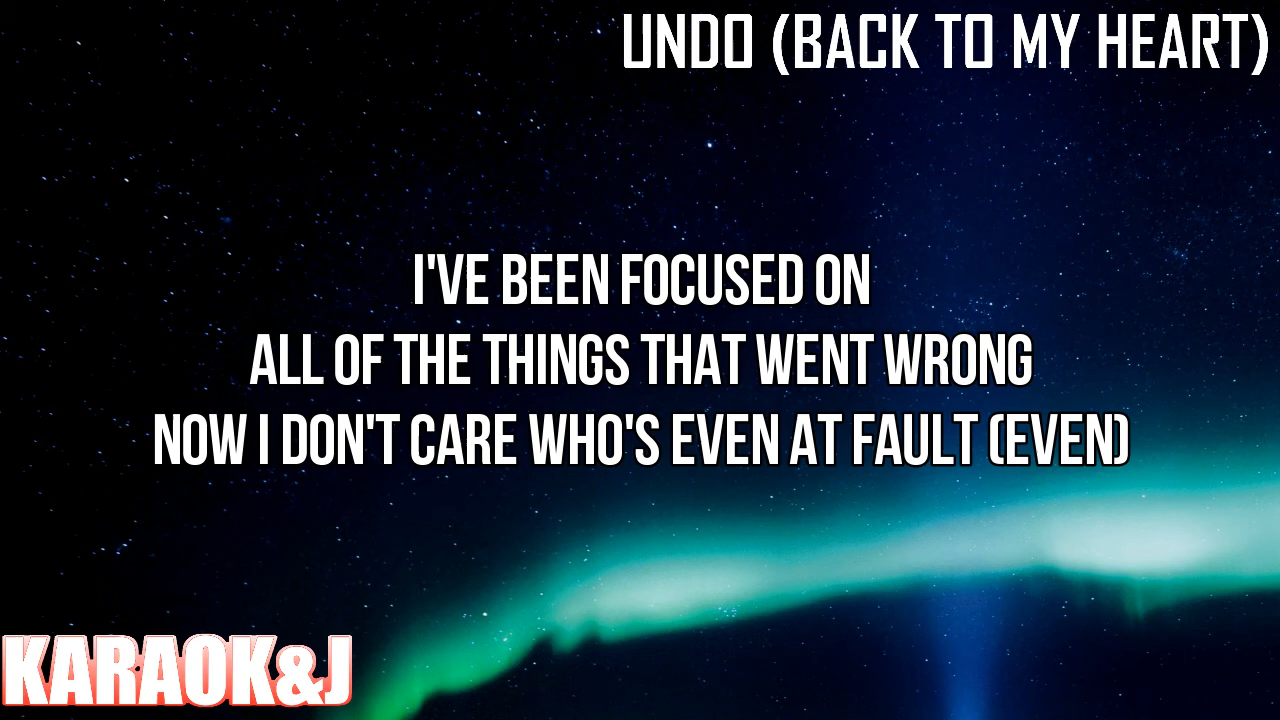 UNDO (BACK TO MY HEART)
I'VE BEEN FOCUSED ON
ALL OF THE THINGS THAT WENT WRONG
NOW I DON'T CARE WHO'S EVEN AT FAULT (EVEN)
KARAOK&J